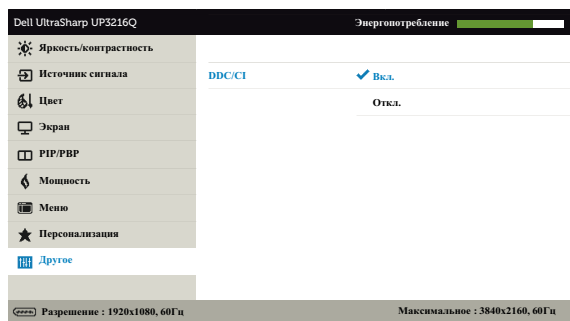 Dell UltraSharp UP3216Q
Энергопотребление
Яркость/контрастность
Источник сигнала
DDC/CI
Вкл.
Цвет
Откл.
Экран
PIP/PBP
Мощность
Меню
Персонализация
Другое
Разрешение : 1920x1080, 60Гц
Максимальное : 3840x2160, 60Гц